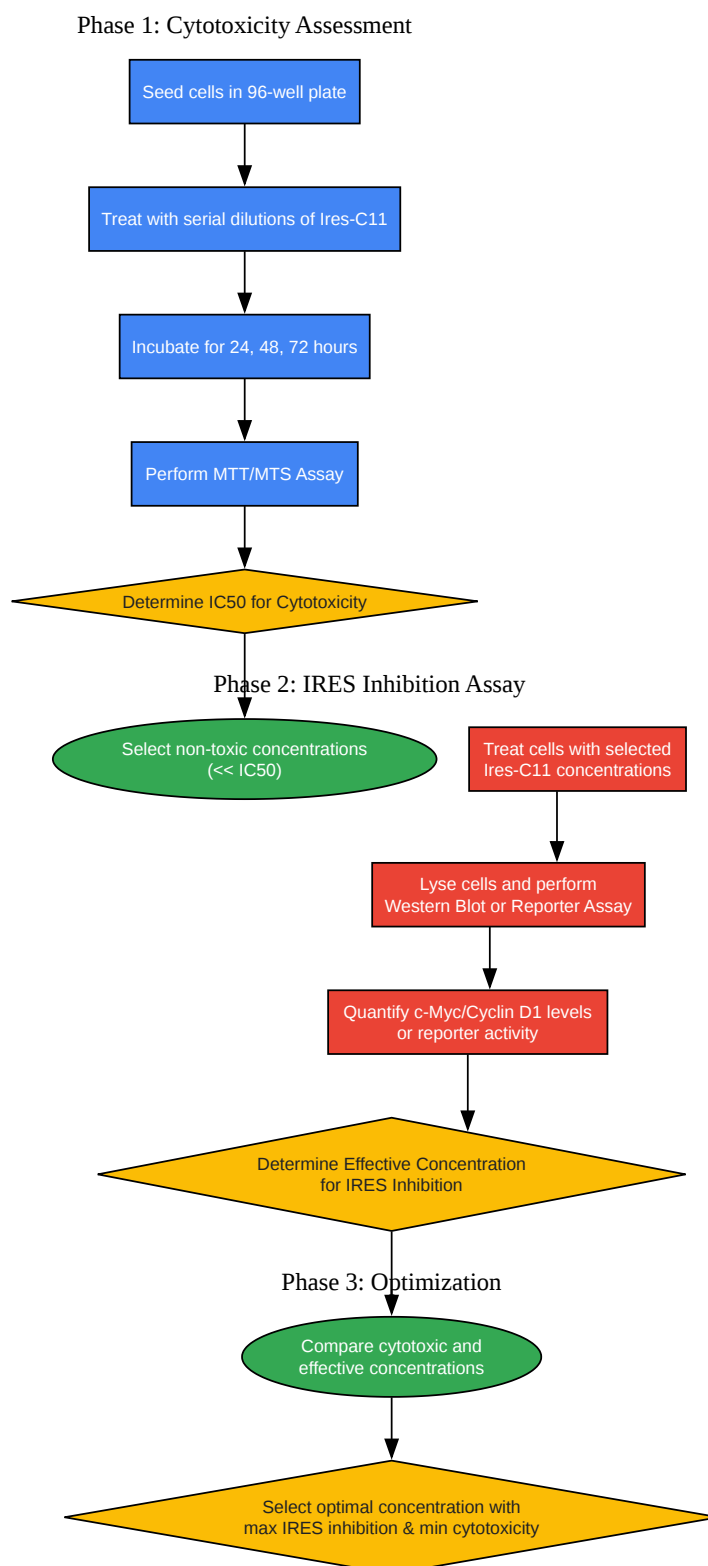 Phase 1: Cytotoxicity Assessment
Seed cells in 96-well plate
Treat with serial dilutions of Ires-C11
Incubate for 24, 48, 72 hours
Perform MTT/MTS Assay
Determine IC50 for Cytotoxicity
Phase 2: IRES Inhibition Assay
Select non-toxic concentrations
(<< IC50)
Treat cells with selected
Ires-C11 concentrations
Lyse cells and perform
Western Blot or Reporter Assay
Quantify c-Myc/Cyclin D1 levels
or reporter activity
Determine Effective Concentration
for IRES Inhibition
Phase 3: Optimization
Compare cytotoxic and
effective concentrations
Select optimal concentration with
max IRES inhibition & min cytotoxicity